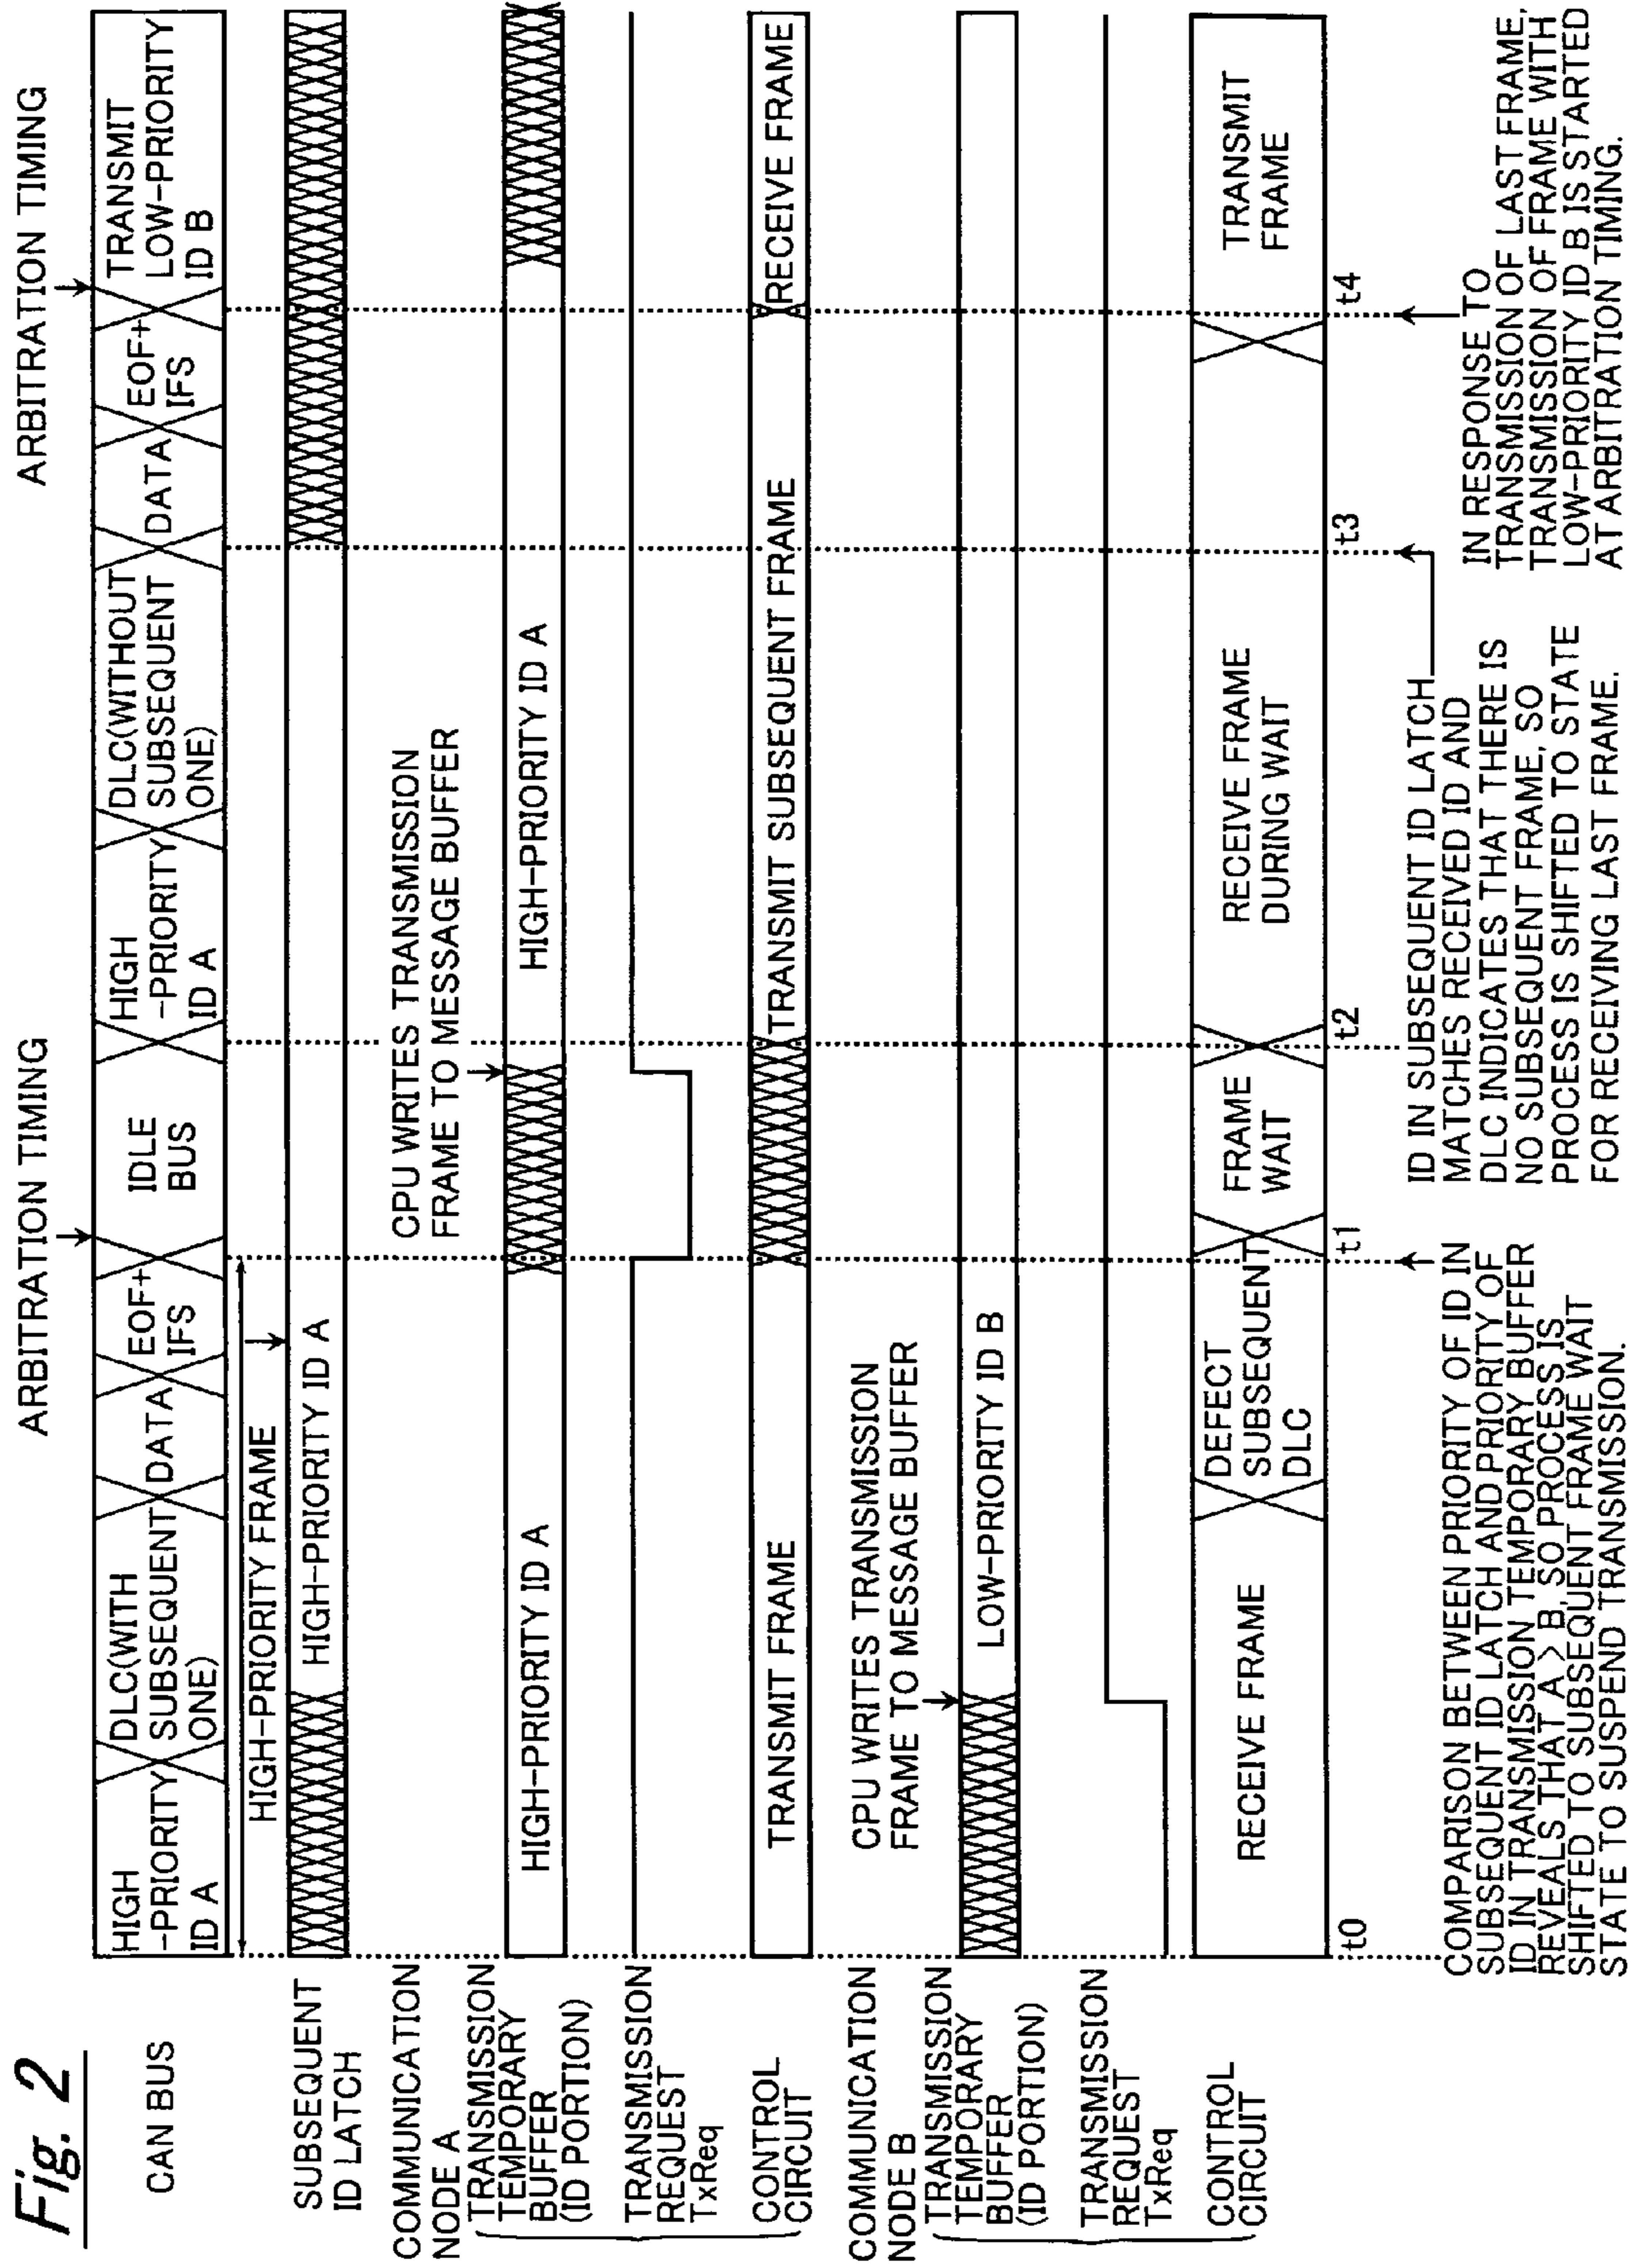 Fig. 2
ARBITRATION TIMING
ARBITRATION TIMING
CAN BUS
HIGH
-PRIORITY
ID A
DLC(WITH
SUBSEQUENT
ONE)
DATA
EOF+
IFS
IDLE
BUS
HIGH
-PRIORITY
ID A
DLC(WITHOUT
SUBSEQUENT
ONE)
DATA
EOF+
IFS
TRANSMIT
LOW-PRIORITY
ID B
HIGH-PRIORITY FRAME
SUBSEQUENT
ID LATCH
HIGH-PRIORITY ID A
COMMUNICATION
NODE A
CPU WRITES TRANSMISSION
FRAME TO MESSAGE BUFFER
TRANSMISSION
TEMPORARY
BUFFER
(ID PORTION)
HIGH-PRIORITY ID A
HIGH-PRIORITY ID A
TRANSMISSION
REQUEST
TxReq
CONTROL
CIRCUIT
TRANSMIT FRAME
TRANSMIT SUBSEQUENT FRAME
RECEIVE FRAME
COMMUNICATION
NODE B
CPU WRITES TRANSMISSION
FRAME TO MESSAGE BUFFER
TRANSMISSION
TEMPORARY
BUFFER
(ID PORTION)
LOW-PRIORITY ID B
TRANSMISSION
REQUEST
TxReq
CONTROL
CIRCUIT
RECEIVE FRAME
DEFECT
SUBSEQUENT
DLC
FRAME
WAIT
RECEIVE FRAME
DURING WAIT
TRANSMIT
FRAME
t0
t1
t2
t3
t4
COMPARISON BETWEEN PRIORITY OF ID IN
SUBSEQUENT ID LATCH AND PRIORITY OF
ID IN TRANSMISSION TEMPORARY BUFFER
REVEALS THAT A > B, SO PROCESS IS
SHIFTED TO SUBSEQUENT FRAME WAIT
STATE TO SUSPEND TRANSMISSION.
ID IN SUBSEQUENT ID LATCH
MATCHES RECEIVED ID AND
DLC INDICATES THAT THERE IS
NO SUBSEQUENT FRAME, SO
PROCESS IS SHIFTED TO STATE
FOR RECEIVING LAST FRAME.
IN RESPONSE TO
TRANSMISSION OF LAST FRAME,
TRANSMISSION OF FRAME WITH
LOW-PRIORITY ID B IS STARTED
AT ARBITRATION TIMING.